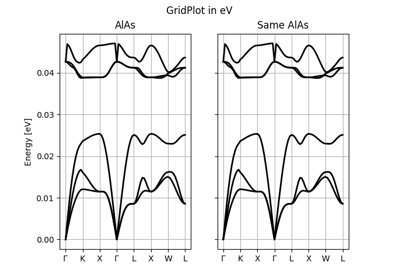 GridPlot in eV
AlAs
Same AlAs
Energy [eV]
0.04
0.03
0.02
0.01
0.00
Γ K X Γ L X W L
Γ K X Γ L X W L